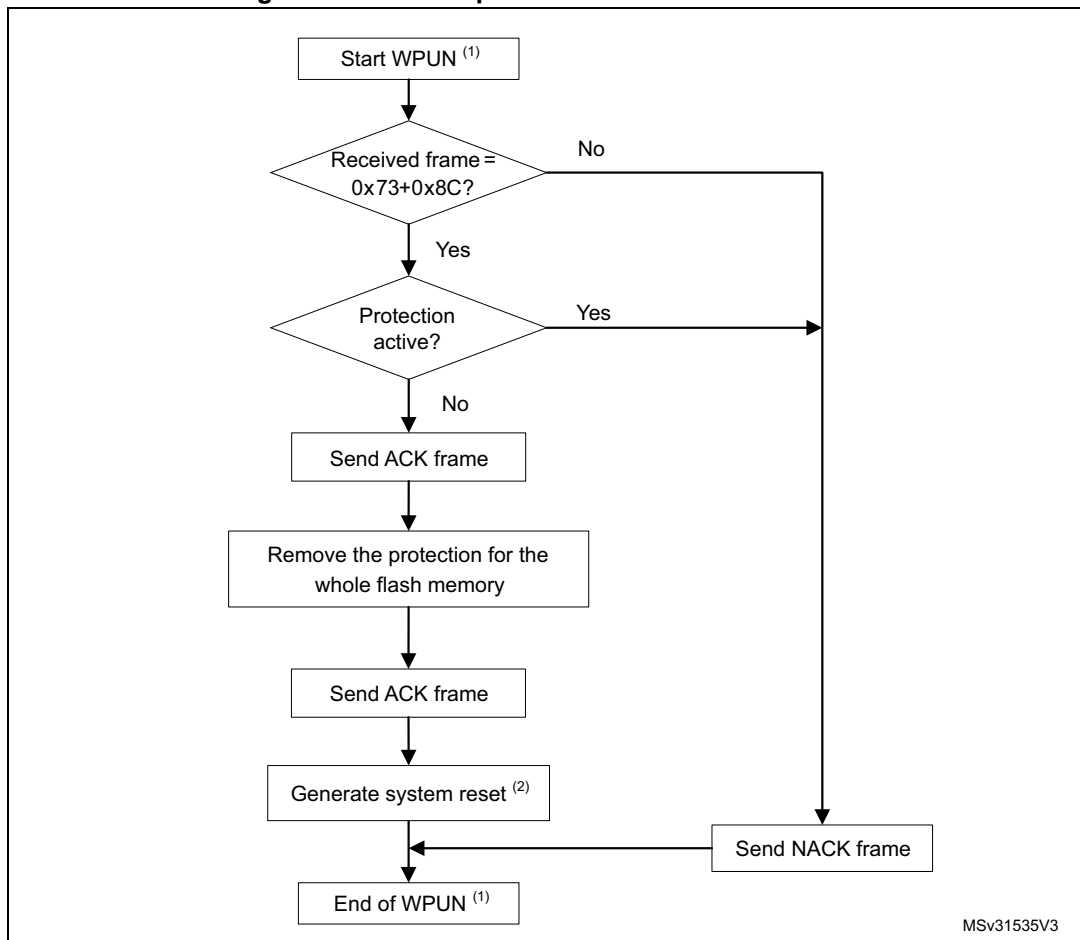 Start WPUN (1)
Received frame =
0x73+0x8C?
No
Yes
Protection
active?
Yes
No
Send ACK frame
Remove the protection for the
whole flash memory
Send ACK frame
Generate system reset (2)
Send NACK frame
End of WPUN (1)
MSv31535V3